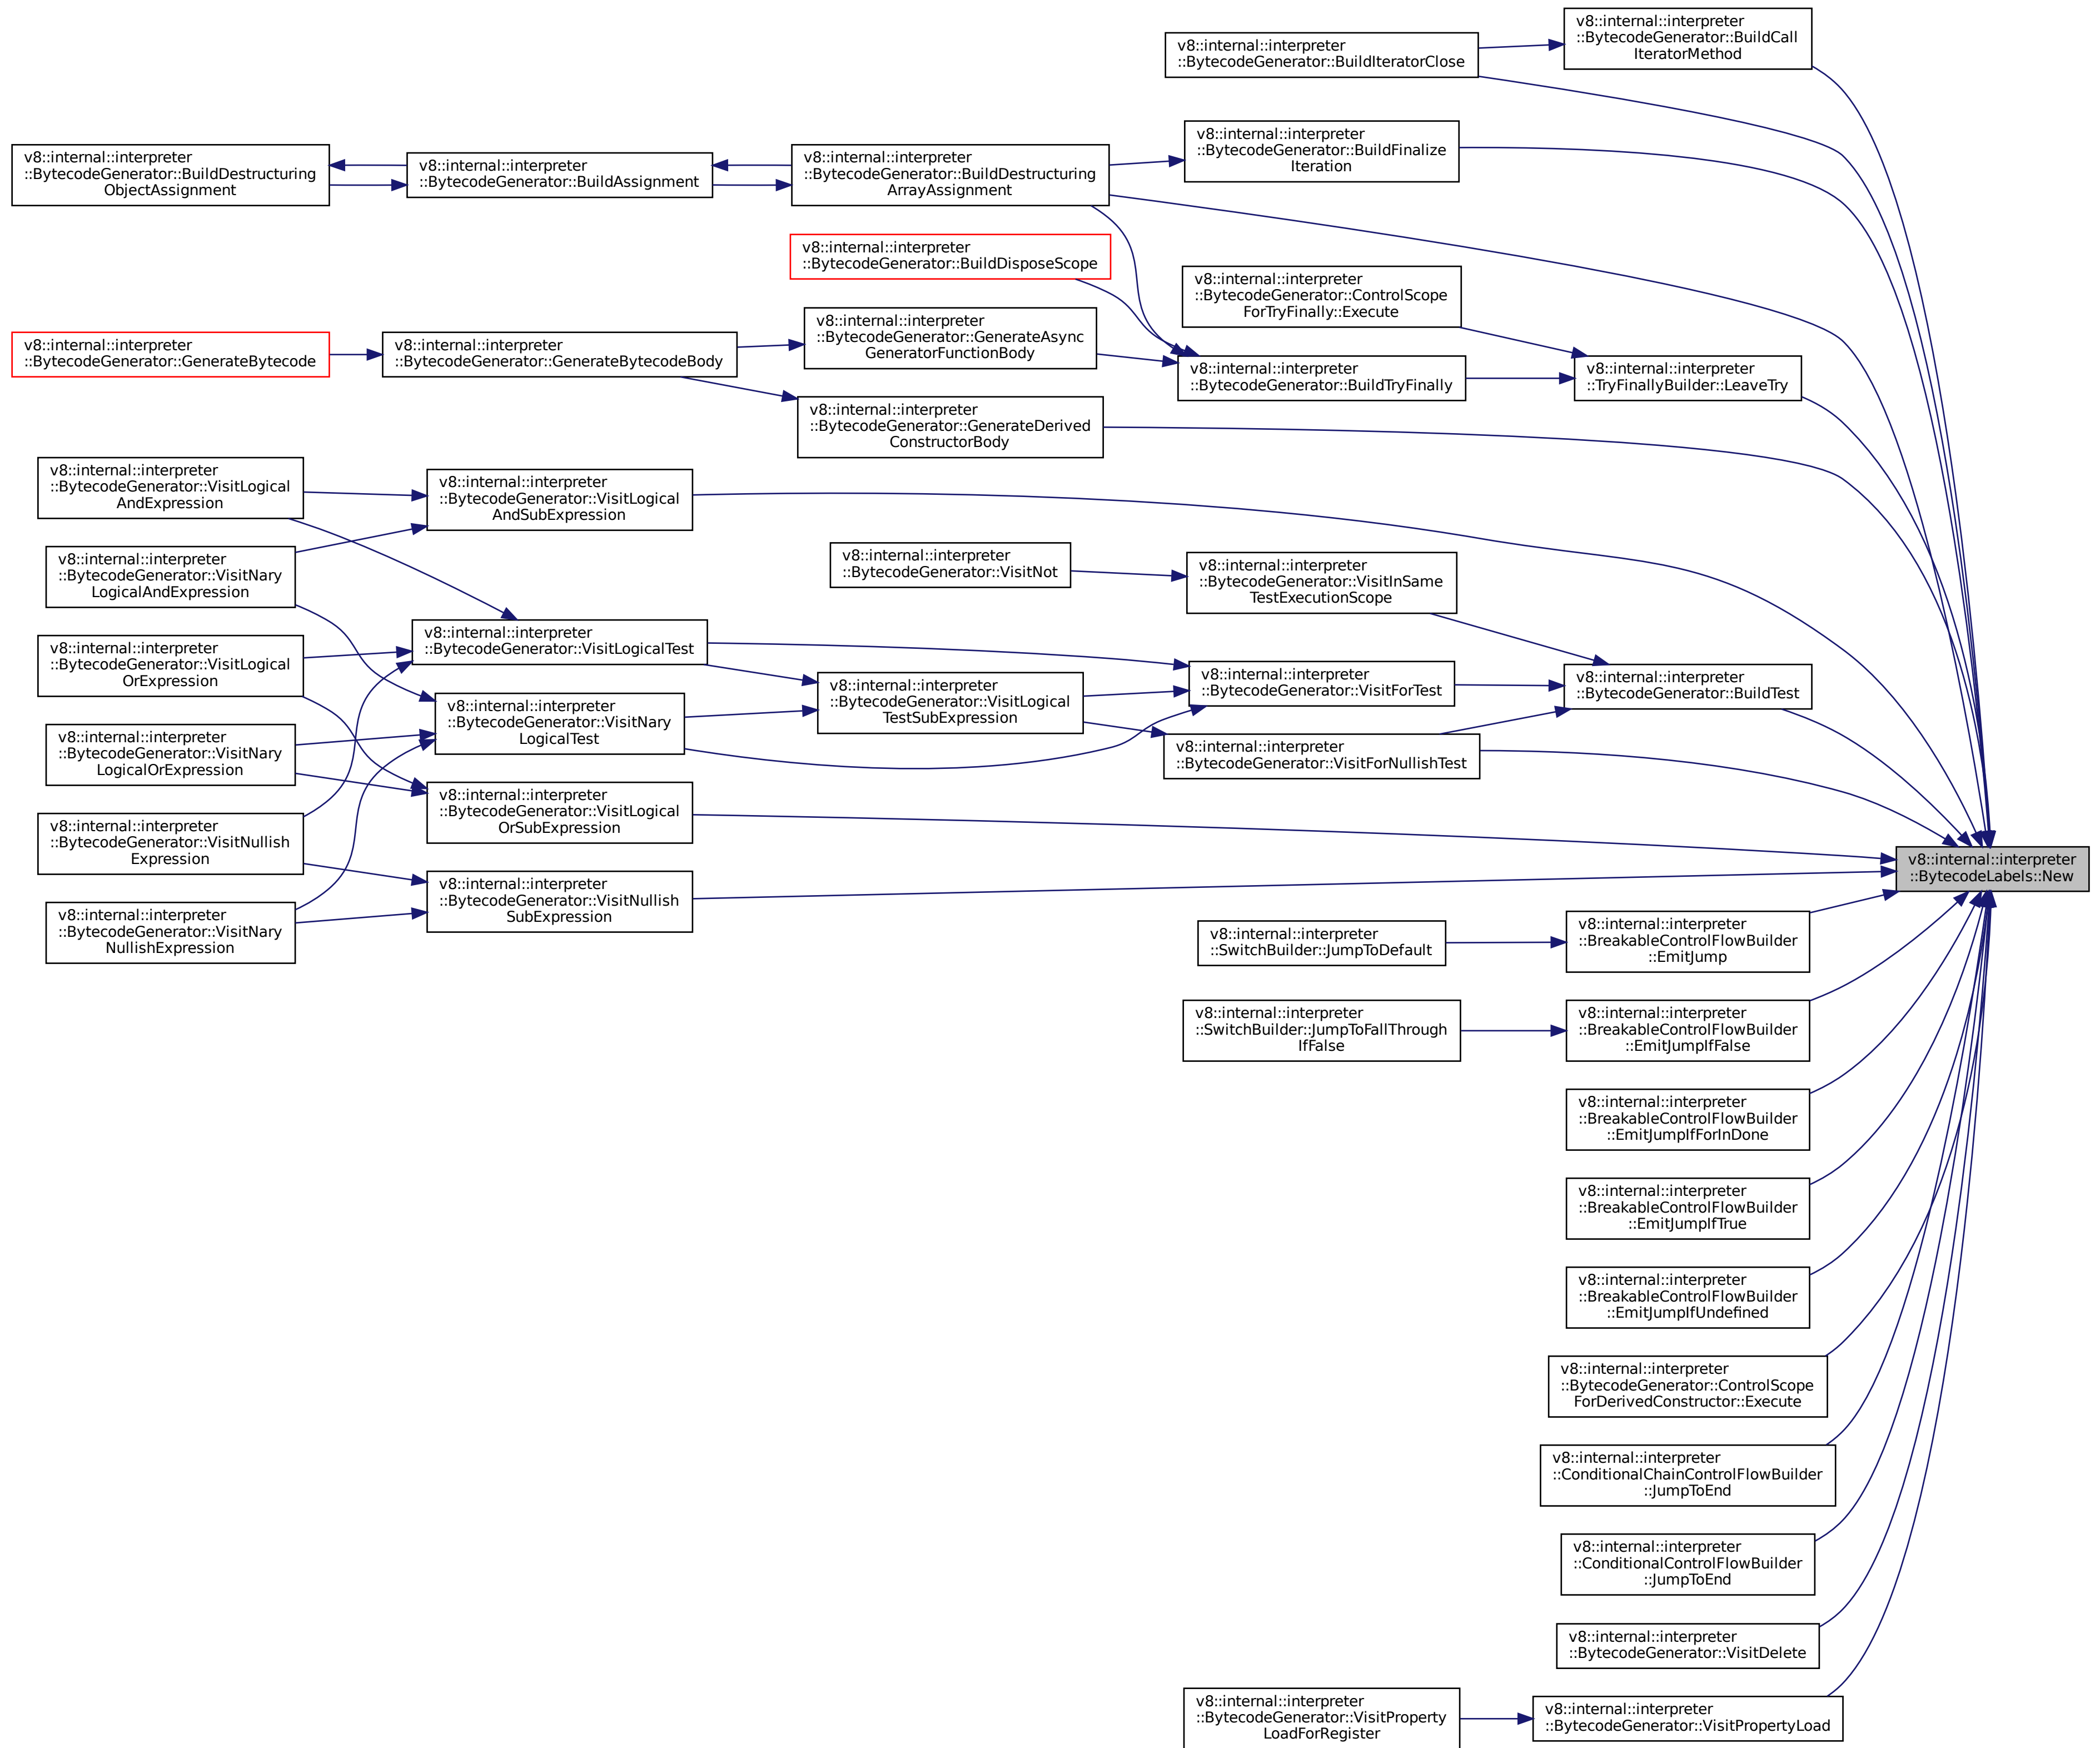 v8::internal::interpreter
::BytecodeGenerator::BuildCall
IteratorMethod
v8::internal::interpreter
::BytecodeGenerator::BuildIteratorClose
v8::internal::interpreter
::BytecodeGenerator::BuildFinalize
Iteration
v8::internal::interpreter
::BytecodeGenerator::BuildDestructuring
ObjectAssignment
v8::internal::interpreter
::BytecodeGenerator::BuildAssignment
v8::internal::interpreter
::BytecodeGenerator::BuildDestructuring
ArrayAssignment
v8::internal::interpreter
::BytecodeGenerator::BuildDisposeScope
v8::internal::interpreter
::BytecodeGenerator::ControlScope
ForTryFinally::Execute
v8::internal::interpreter
::BytecodeGenerator::GenerateBytecode
v8::internal::interpreter
::BytecodeGenerator::GenerateBytecodeBody
v8::internal::interpreter
::BytecodeGenerator::GenerateAsync
GeneratorFunctionBody
v8::internal::interpreter
::BytecodeGenerator::BuildTryFinally
v8::internal::interpreter
::TryFinallyBuilder::LeaveTry
v8::internal::interpreter
::BytecodeGenerator::GenerateDerived
ConstructorBody
v8::internal::interpreter
::BytecodeGenerator::VisitLogical
AndExpression
v8::internal::interpreter
::BytecodeGenerator::VisitLogical
AndSubExpression
v8::internal::interpreter
::BytecodeGenerator::VisitNary
LogicalAndExpression
v8::internal::interpreter
::BytecodeGenerator::VisitNot
v8::internal::interpreter
::BytecodeGenerator::VisitInSame
TestExecutionScope
v8::internal::interpreter
::BytecodeGenerator::VisitLogical
OrExpression
v8::internal::interpreter
::BytecodeGenerator::VisitLogicalTest
v8::internal::interpreter
::BytecodeGenerator::VisitLogical
TestSubExpression
v8::internal::interpreter
::BytecodeGenerator::VisitForTest
v8::internal::interpreter
::BytecodeGenerator::BuildTest
v8::internal::interpreter
::BytecodeGenerator::VisitNary
LogicalTest
v8::internal::interpreter
::BytecodeGenerator::VisitForNullishTest
v8::internal::interpreter
::BytecodeGenerator::VisitNary
LogicalOrExpression
v8::internal::interpreter
::BytecodeGenerator::VisitLogical
OrSubExpression
v8::internal::interpreter
::BytecodeGenerator::VisitNullish
Expression
v8::internal::interpreter
::BytecodeLabels::New
v8::internal::interpreter
::BytecodeGenerator::VisitNullish
SubExpression
v8::internal::interpreter
::BytecodeGenerator::VisitNary
NullishExpression
v8::internal::interpreter
::SwitchBuilder::JumpToDefault
v8::internal::interpreter
::BreakableControlFlowBuilder
::EmitJump
v8::internal::interpreter
::SwitchBuilder::JumpToFallThrough
IfFalse
v8::internal::interpreter
::BreakableControlFlowBuilder
::EmitJumpIfFalse
v8::internal::interpreter
::BreakableControlFlowBuilder
::EmitJumpIfForInDone
v8::internal::interpreter
::BreakableControlFlowBuilder
::EmitJumpIfTrue
v8::internal::interpreter
::BreakableControlFlowBuilder
::EmitJumpIfUndefined
v8::internal::interpreter
::BytecodeGenerator::ControlScope
ForDerivedConstructor::Execute
v8::internal::interpreter
::ConditionalChainControlFlowBuilder
::JumpToEnd
v8::internal::interpreter
::ConditionalControlFlowBuilder
::JumpToEnd
v8::internal::interpreter
::BytecodeGenerator::VisitDelete
v8::internal::interpreter
::BytecodeGenerator::VisitProperty
LoadForRegister
v8::internal::interpreter
::BytecodeGenerator::VisitPropertyLoad